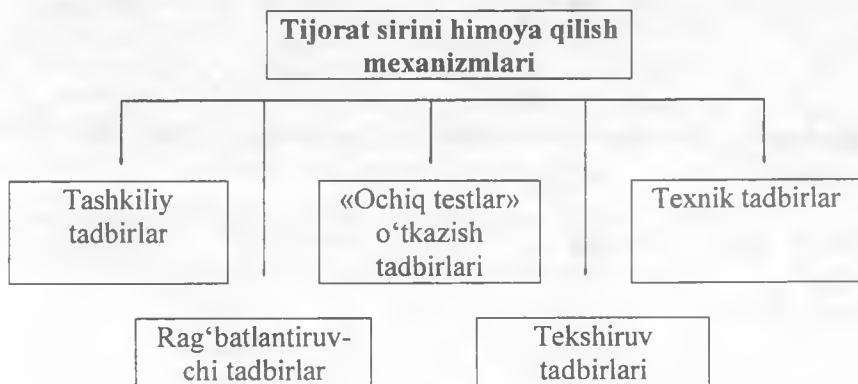 Tijorat sirini himoya qilish
mexanizmlari
Tashkiliy
tadbirlar
«Ochiq testlar»
o‘tkazish
tadbirlari
Texnik tadbirlar
Rag‘batlantiruv-
chi tadbirlar
Tekshiruv
tadbirlari